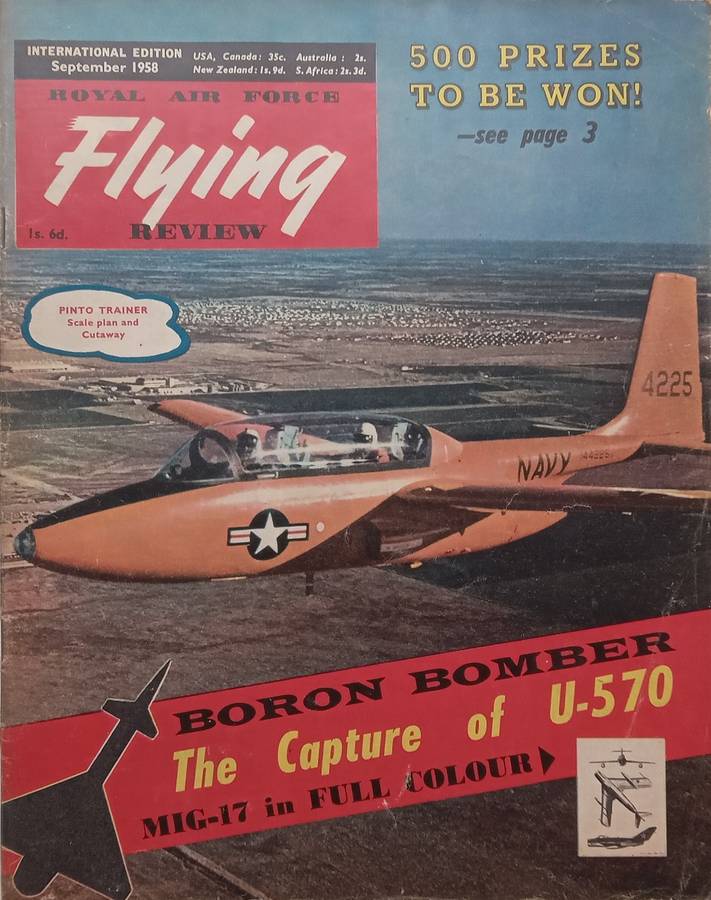 INTERNATIONAL EDITION
September 1958
USA, Canada: 35c. Australia: 2s.
New Zealand: 1s. 9d. S. Africa: 2s. 3d.
500 PRIZES
TO BE WON!
—see page 3
ROYAL AIR FORCE
Flying
REVIEW
1s. 6d.
PINTO TRAINER
Scale plan and
Cutaway
4225
NAVY
BORON BOMBER
The Capture of U-570
MIG-17 in FULL COLOUR